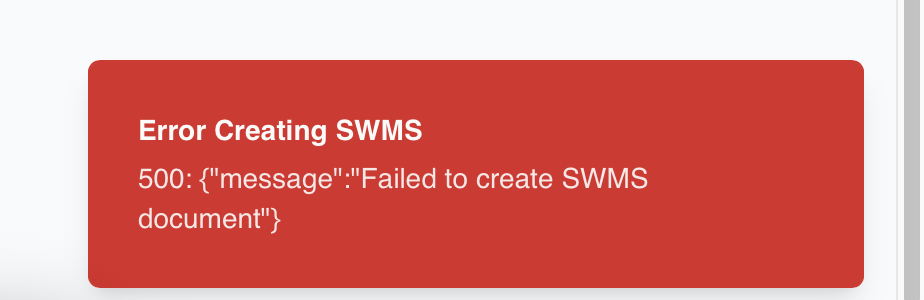 Error Creating SWMS
500: {"message":"Failed to create SWMS
document"}